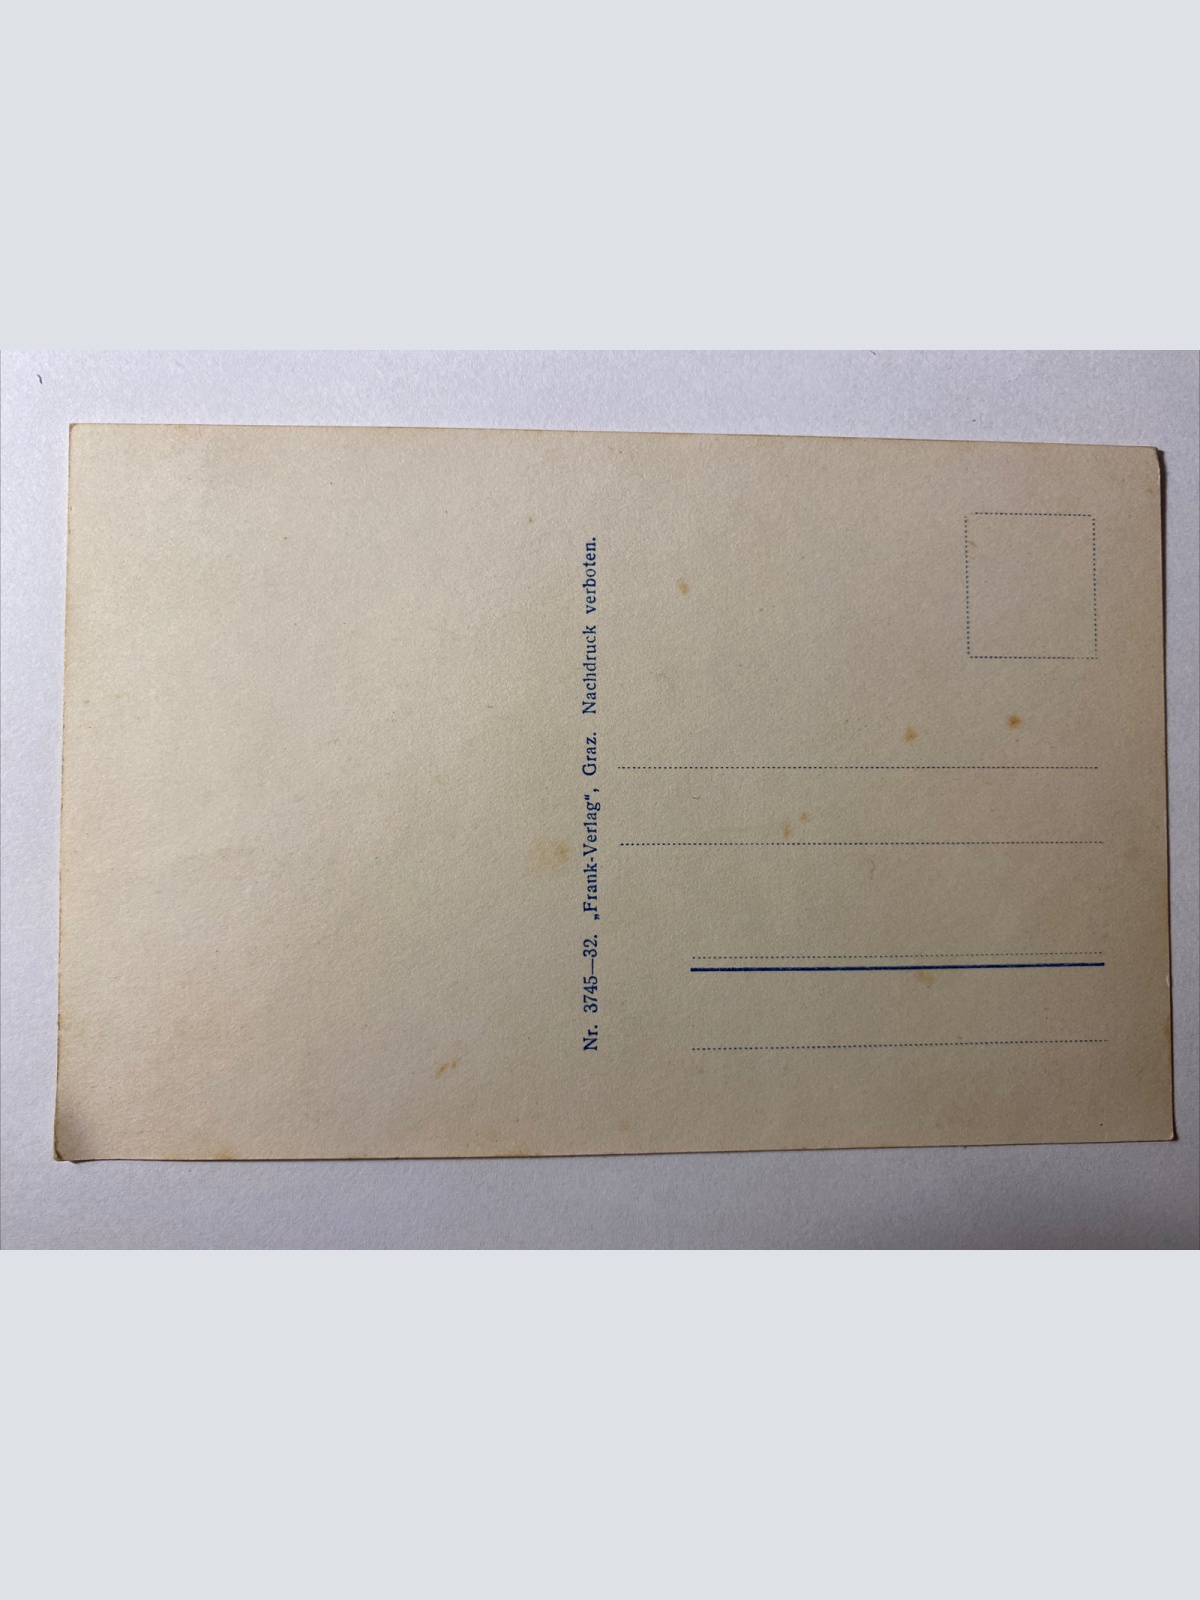 Nr. 3745—32. „Frank-Verlag“, Graz. Nachdruck verboten.